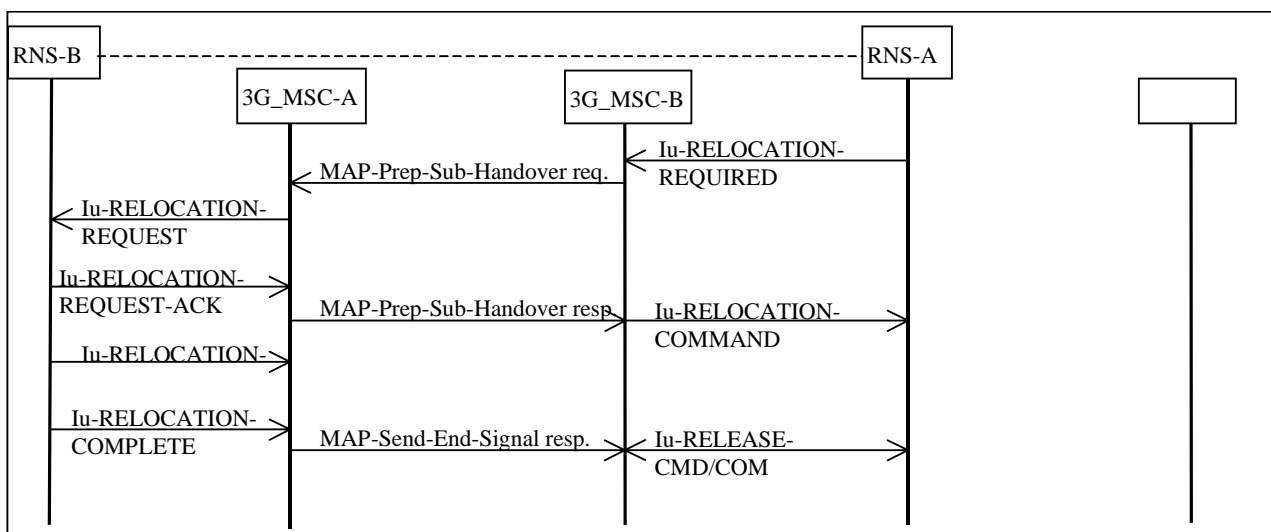 RNS-B
RNS-A
3G_MSC-A
3G_MSC-B
Iu-RELOCATION-
REQUIRED
MAP-Prep-Sub-Handover req.
Iu-RELOCATION-
REQUEST
Iu-RELOCATION-
REQUEST-ACK
MAP-Prep-Sub-Handover resp
Iu-RELOCATION-
COMMAND
Iu-RELOCATION-
Iu-RELOCATION-
COMPLETE
MAP-Send-End-Signal resp.
Iu-RELEASE-
CMD/COM